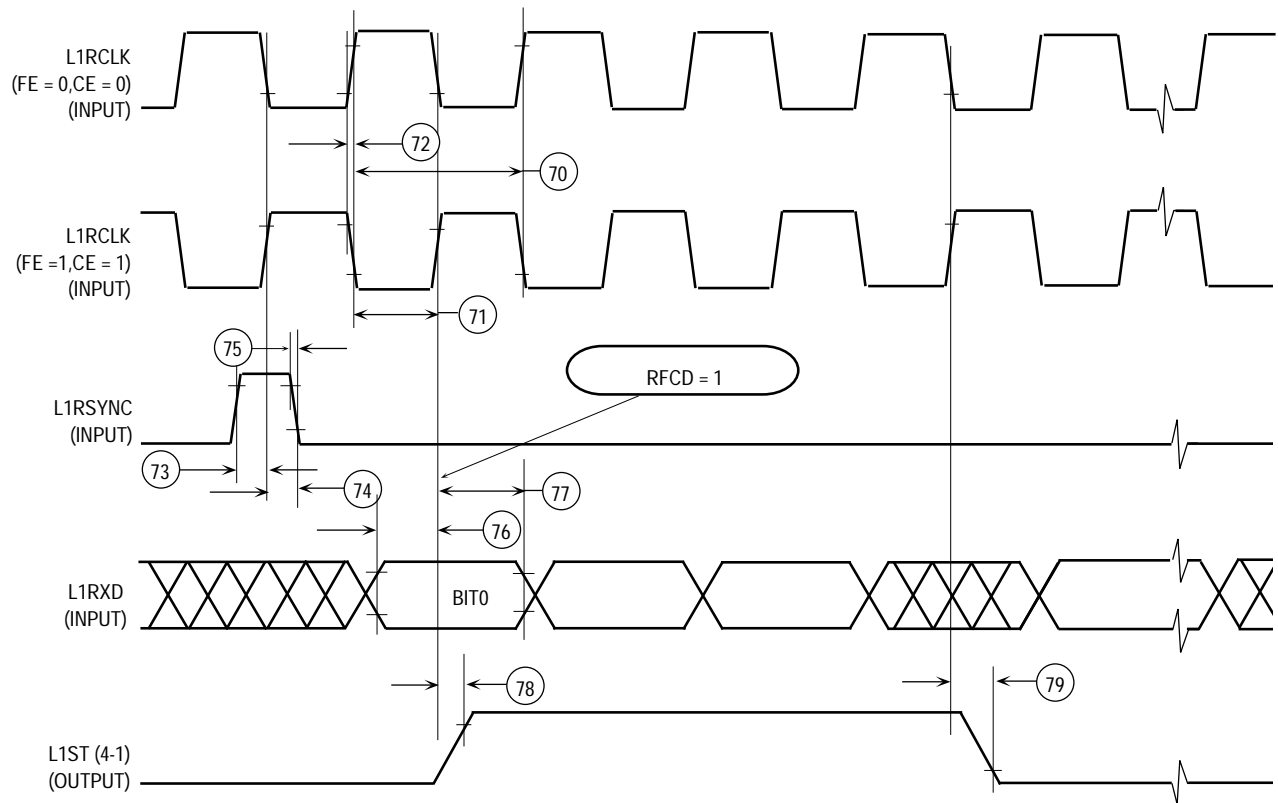 L1RCLK
(FE = 0,CE = 0)
(INPUT)
72
70
L1RCLK
(FE =1,CE = 1)
(INPUT)
71
75
RFCD = 1
L1RSYNC
(INPUT)
73
74
77
76
L1RXD
(INPUT)
BIT0
78
79
L1ST (4-1)
(OUTPUT)